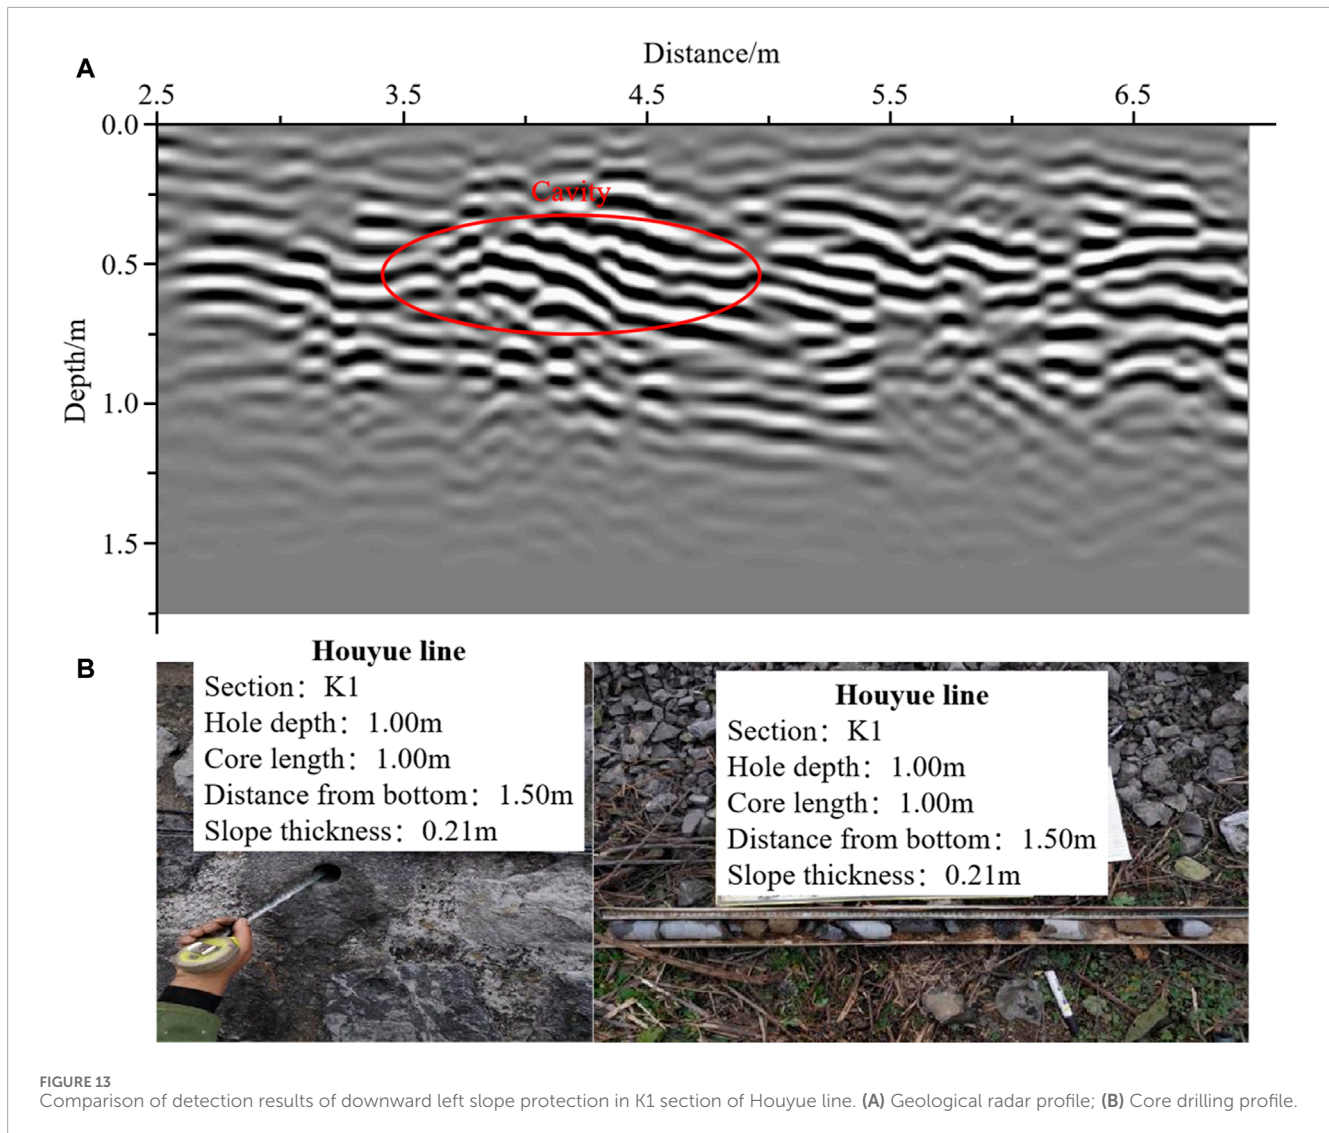 A
Distance/m
2.5 3.5 4.5 5.5 6.5
0.0
Cavity
0.5
Depth/m
1.0
1.5
B
Houyue line
Section：K1
Hole depth：1.00m
Core length：1.00m
Distance from bottom：1.50m
Slope thickness：0.21m
Houyue line
Section：K1
Hole depth：1.00m
Core length：1.00m
Distance from bottom：1.50m
Slope thickness：0.21m
FIGURE 13
Comparison of detection results of downward left slope protection in K1 section of Houyue line. (A) Geological radar profile; (B) Core drilling profile.